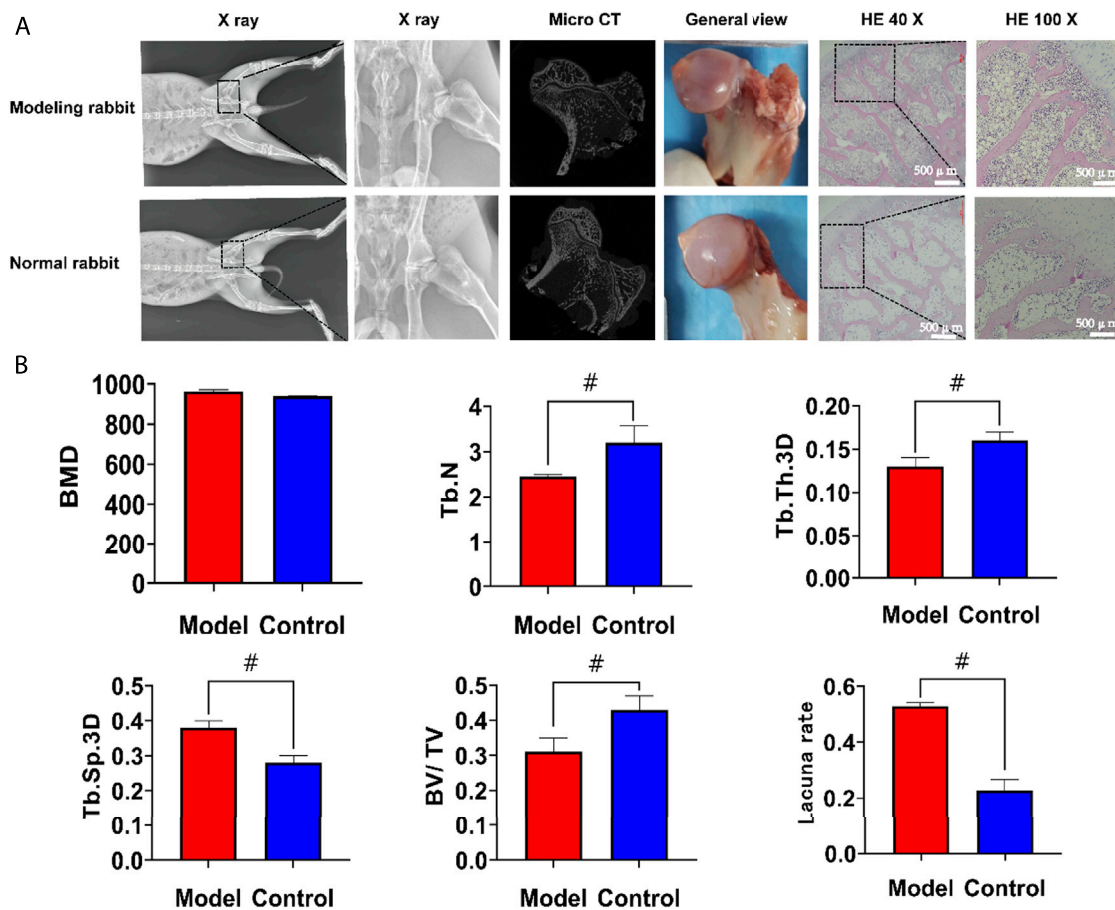 A
X ray
X ray
Micro CT
General view
HE 40 X
HE 100 X
Modeling rabbit
500 μm
500 μm
Normal rabbit
500 μm
500 μm
B
BMD
1000
800
600
400
200
0
Model Control
Tb.N
4
3
2
1
0
#
Model Control
Tb.Th.3D
0.20
0.15
0.10
0.05
0.00
#
Model Control
Tb.Sp.3D
0.5
0.4
0.3
0.2
0.1
0.0
#
Model Control
BV/ TV
0.5
0.4
0.3
0.2
0.1
0.0
#
Model Control
Lacuna rate
0.6
0.4
0.2
0.0
#
Model Control